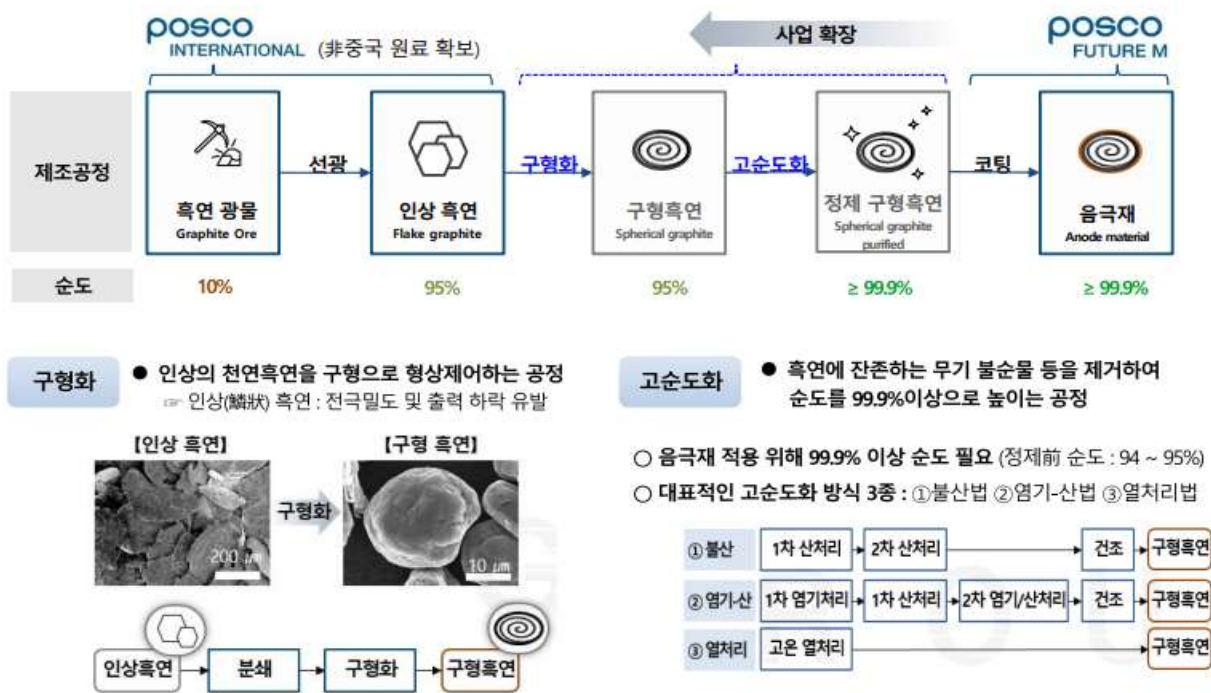 posco
INTERNATIONAL (非중국 원료 확보)
사업 확장
posco
FUTURE M
제조공정
흑연 광물
Graphite Ore
선광
인상 흑연
Flake graphite
구형화
구형흑연
Spherical graphite
고순도화
정제 구형흑연
Spherical graphite
purified
코팅
음극재
Anode material
순도
10%
95%
95%
≥ 99.9%
≥ 99.9%
구형화
● 인상의 천연흑연을 구형으로 형상제어하는 공정
☞ 인상(鱗狀) 흑연 : 전극밀도 및 출력 하락 유발
【인상 흑연】
【구형 흑연】
200 ㎛
구형화
10 ㎛
인상흑연
분쇄
구형화
구형흑연
고순도화
● 흑연에 잔존하는 무기 불순물 등을 제거하여
순도를 99.9%이상으로 높이는 공정
○ 음극재 적용 위해 99.9% 이상 순도 필요 (정제前 순도 : 94 ~ 95%)
○ 대표적인 고순도화 방식 3종 : ①불산법 ②염기-산법 ③열처리법
① 불산
1차 산처리
2차 산처리
건조
구형흑연
② 염기-산
1차 염기처리
1차 산처리
2차 염기/산처리
건조
구형흑연
③ 열처리
고온 열처리
구형흑연